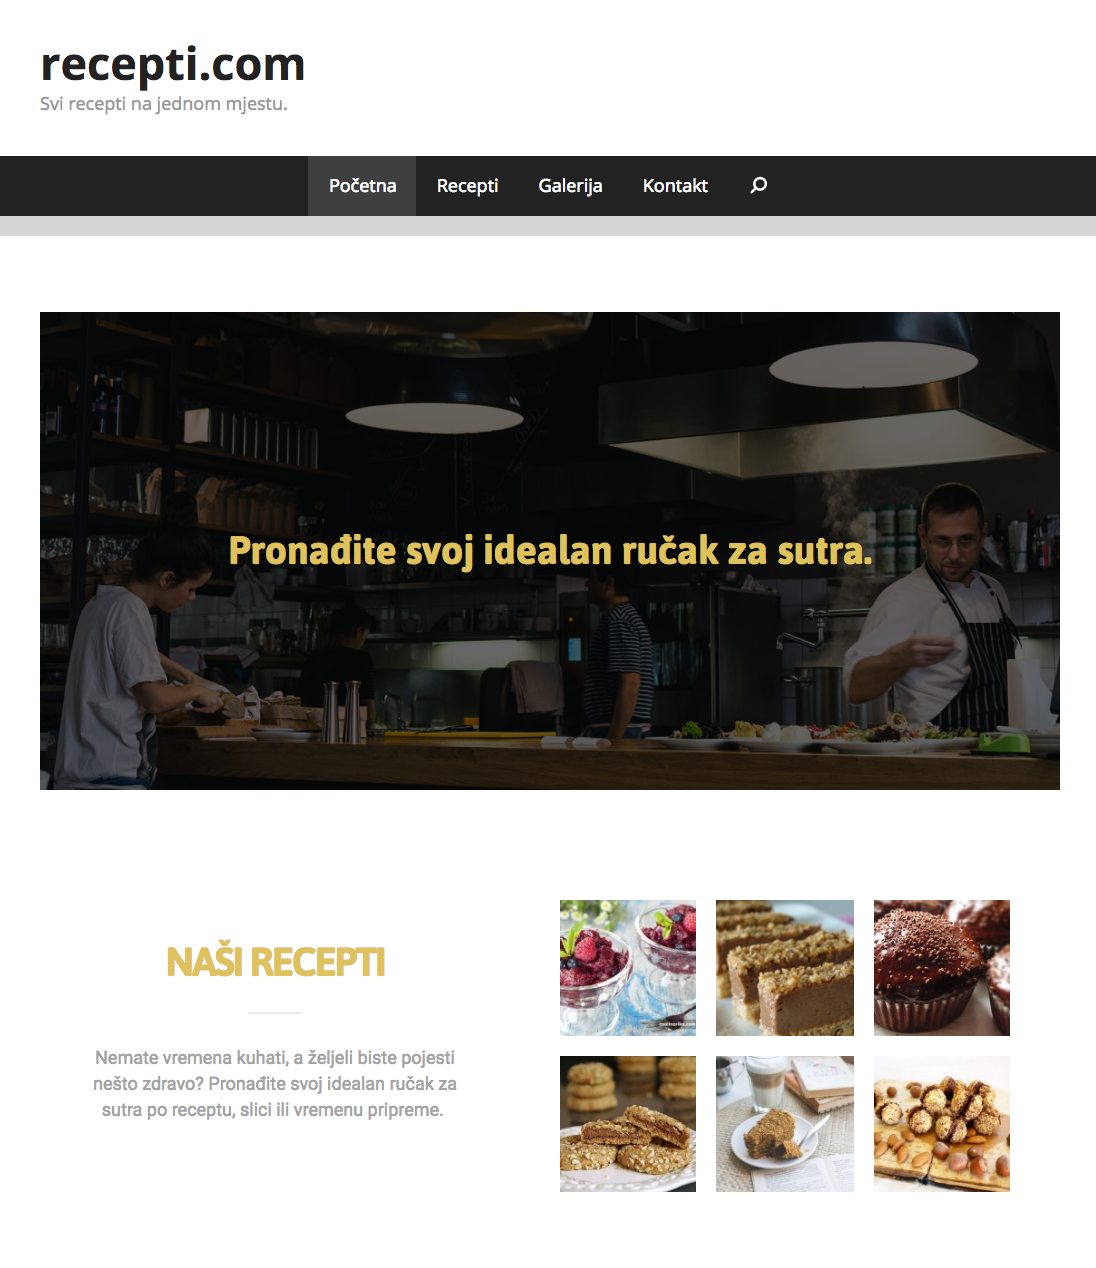 recepti.com
Svi recepti na jednom mjestu.
Početna
Recepti
Galerija
Kontakt
Pronađite svoj idealan ručak za sutra.
NAŠI RECEPTI
Nemate vremena kuhati, a željeli biste pojesti
nešto zdravo? Pronađite svoj idealan ručak za
sutra po receptu, slici ili vremenu pripreme.